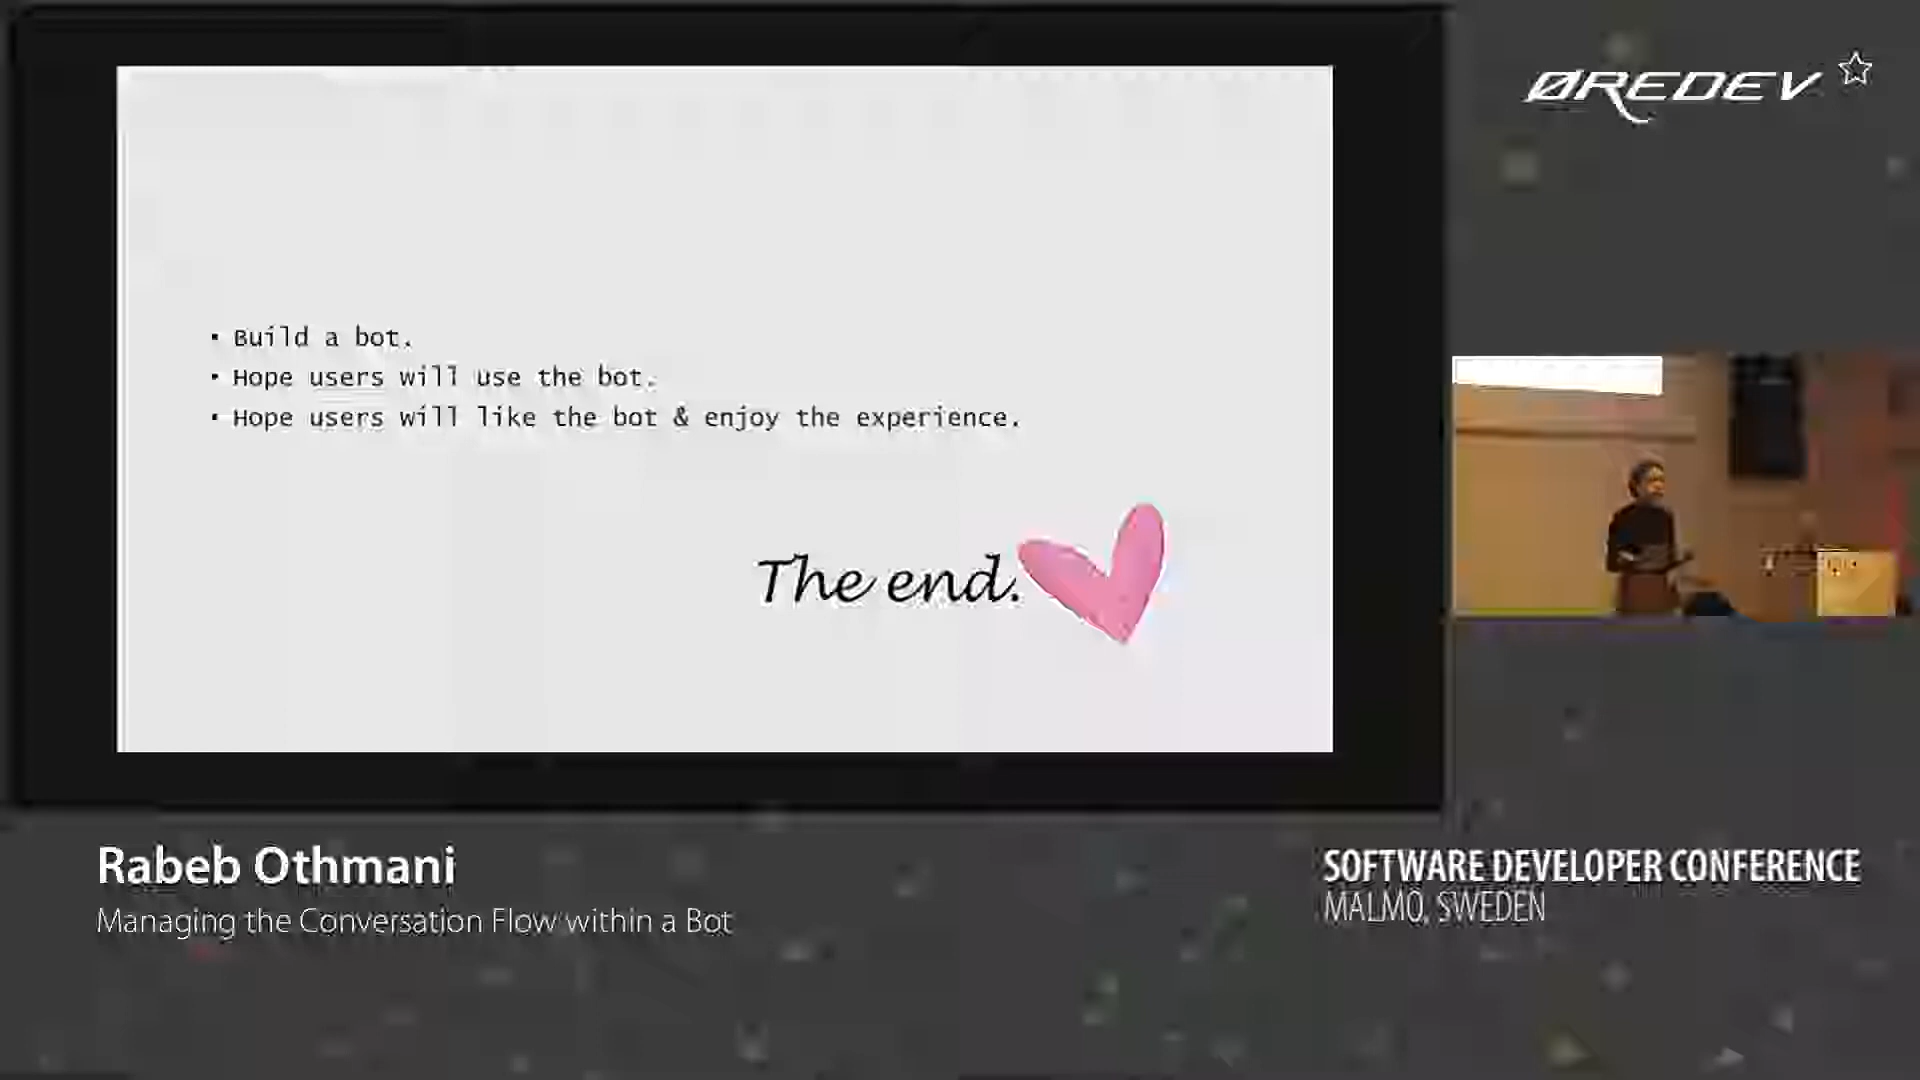 ØREDEV
• Build a bot.
• Hope users will use the bot.
• Hope users will like the bot & enjoy the experience.
The end.
Rabeb Othmani
Managing the Conversation Flow within a Bot
SOFTWARE DEVELOPER CONFERENCE
MALMO, SWEDEN